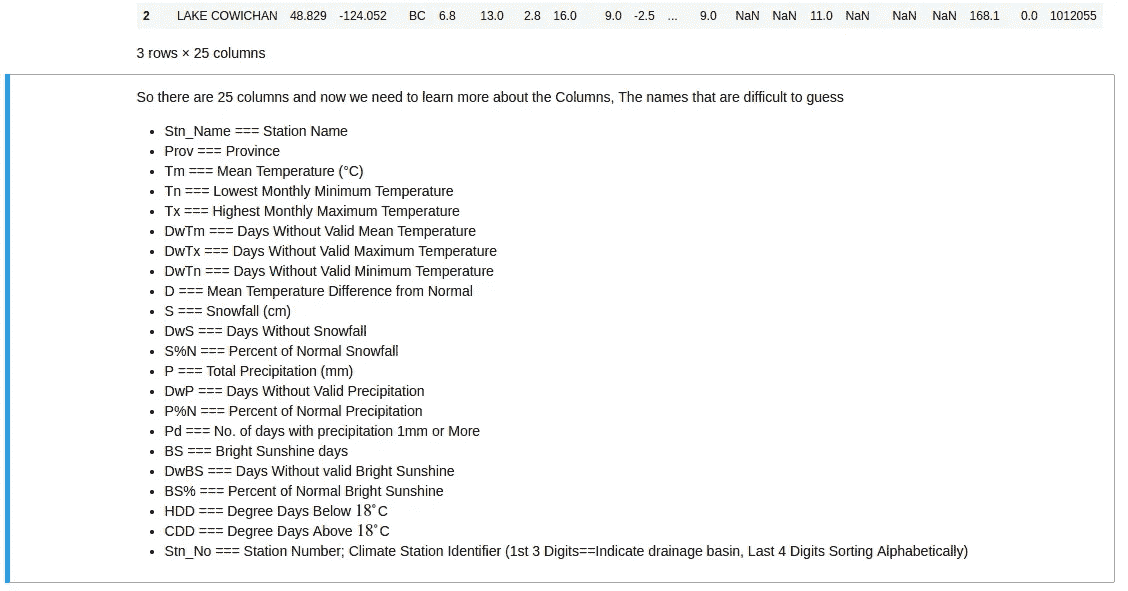 2 LAKE COWICHAN 48.829 -124.052 BC 6.8 13.0 2.8 16.0 9.0 -2.5 ... 9.0 NaN NaN 11.0 NaN NaN NaN 168.1 0.0 1012055
3 rows × 25 columns
So there are 25 columns and now we need to learn more about the Columns, The names that are difficult to guess
• Stn_Name === Station Name
• Prov === Province
• Tm === Mean Temperature (°C)
• Tn === Lowest Monthly Minimum Temperature
• Tx === Highest Monthly Maximum Temperature
• DwTm === Days Without Valid Mean Temperature
• DwTx === Days Without Valid Maximum Temperature
• DwTn === Days Without Valid Minimum Temperature
• D === Mean Temperature Difference from Normal
• S === Snowfall (cm)
• DwS === Days Without Snowfall
• S%N === Percent of Normal Snowfall
• P === Total Precipitation (mm)
• DwP === Days Without Valid Precipitation
• P%N === Percent of Normal Precipitation
• Pd === No. of days with precipitation 1mm or More
• BS === Bright Sunshine days
• DwBS === Days Without valid Bright Sunshine
• BS% === Percent of Normal Bright Sunshine
• HDD === Degree Days Below 18°C
• CDD === Degree Days Above 18°C
• Stn_No === Station Number; Climate Station Identifier (1st 3 Digits==Indicate drainage basin, Last 4 Digits Sorting Alphabetically)